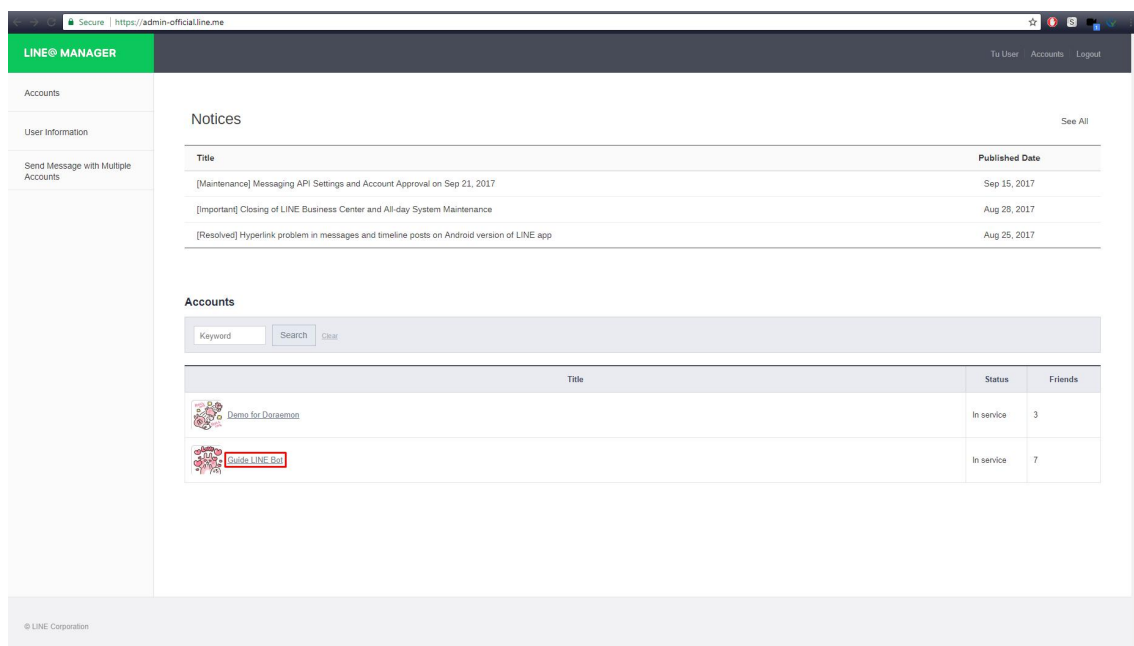 Secure | https://admin-official.line.me
LINE@ MANAGER
Tu User Accounts Logout
Accounts
User Information
Send Message with Multiple
Accounts
Notices
See All
Title Published Date
[Maintenance] Messaging API Settings and Account Approval on Sep 21, 2017 Sep 15, 2017
[Important] Closing of LINE Business Center and All-day System Maintenance Aug 28, 2017
[Resolved] Hyperlink problem in messages and timeline posts on Android version of LINE app Aug 25, 2017
Accounts
Keyword Search Clear
Title Status Friends
Demo for Doraemon In service 3
Guide LINE Bot In service 7
© LINE Corporation